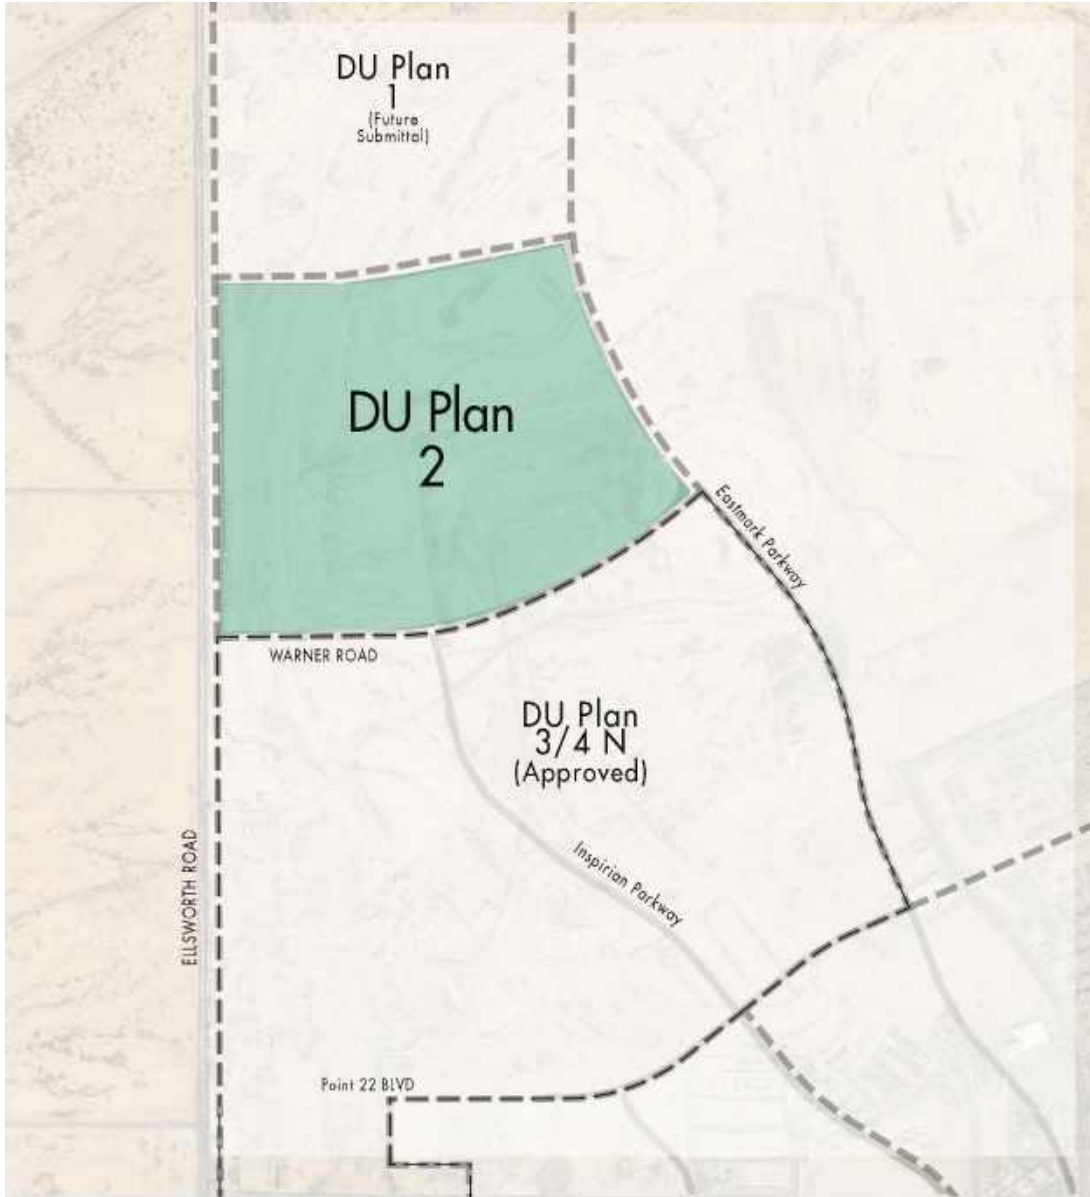 DU Plan
1
(Future
Submittal)
DU Plan
2
Eastmark Parkway
WARNER ROAD
DU Plan
3/4 N
(Approved)
ELLSWORTH ROAD
Inspirian Parkway
Point 22 BLVD